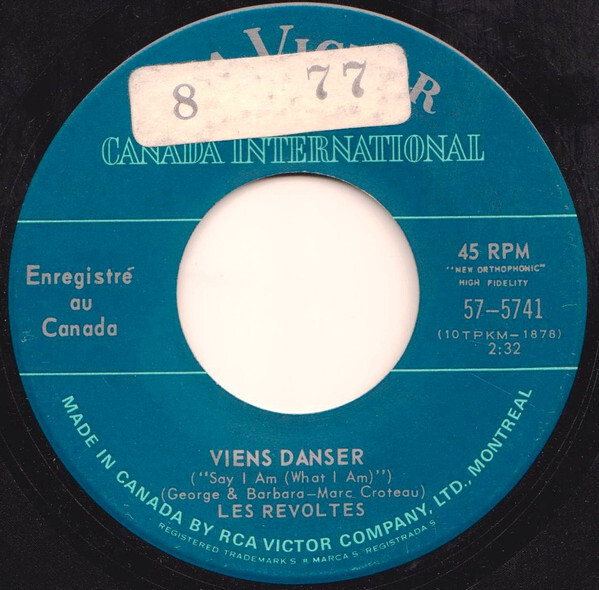 VICTOR
8 77
CANADA INTERNATIONAL
Enregistré
au
Canada
45 RPM
"NEW ORTHOPHONIC"
HIGH FIDELITY
57-5741
(10TPKM-1878)
2:32
VIENS DANSER
("Say I Am (What I Am)")
(George & Barbara-Marc Croteau)
LES REVOLTES
MADE IN CANADA BY RCA VICTOR COMPANY, LTD., MONTREAL
REGISTERED TRADEMARKS * MARCAS REGISTRADAS